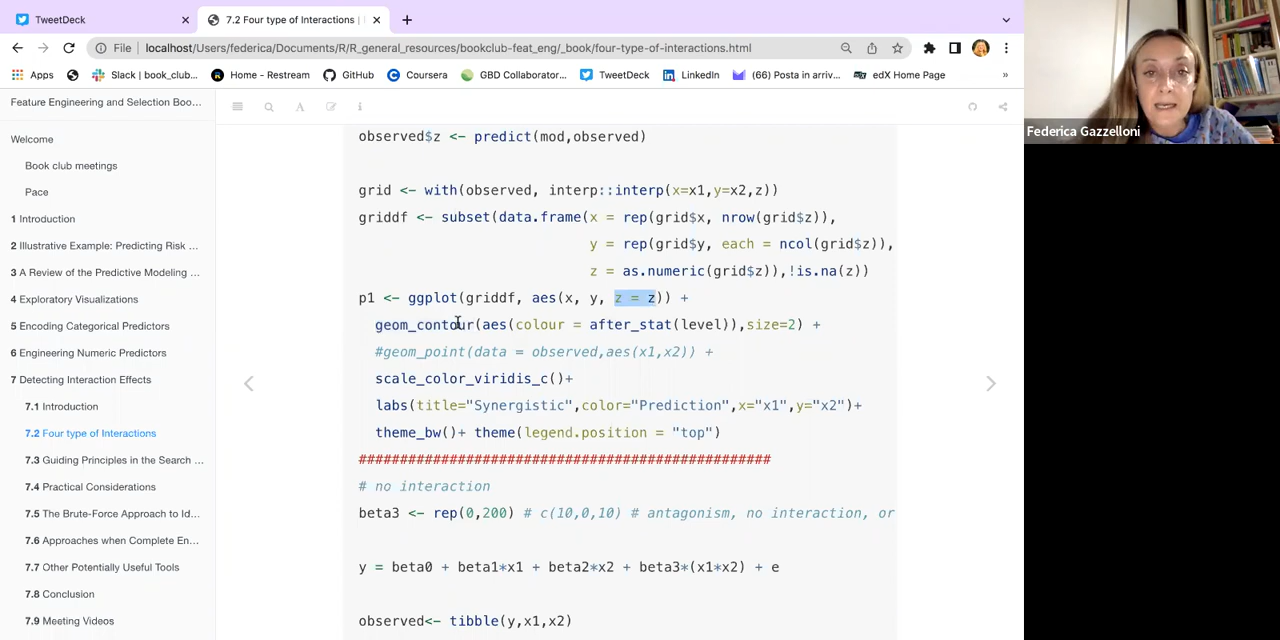 TweetDeck
7.2 Four type of Interactions |
File localhost/Users/federica/Documents/R/R_general_resources/bookclub-feat_eng/_book/four-type-of-interactions.html
Apps Slack | book_club... Home - Restream GitHub Coursera GBD Collaborator... TweetDeck LinkedIn (66) Posta in arriv... edX Home Page »
Feature Engineering and Selection Boo...
Welcome
Book club meetings
Pace
1 Introduction
2 Illustrative Example: Predicting Risk ...
3 A Review of the Predictive Modeling ...
4 Exploratory Visualizations
5 Encoding Categorical Predictors
6 Engineering Numeric Predictors
7 Detecting Interaction Effects
7.1 Introduction
7.2 Four type of Interactions
7.3 Guiding Principles in the Search ...
7.4 Practical Considerations
7.5 The Brute-Force Approach to Id...
7.6 Approaches when Complete En...
7.7 Other Potentially Useful Tools
7.8 Conclusion
7.9 Meeting Videos
observed$z <- predict(mod,observed)
grid <- with(observed, interp::interp(x=x1,y=x2,z))
griddf <- subset(data.frame(x = rep(grid$x, nrow(grid$z)),
y = rep(grid$y, each = ncol(grid$z)),
z = as.numeric(grid$z)),!is.na(z))
p1 <- ggplot(griddf, aes(x, y, z = z)) +
geom_contour(aes(colour = after_stat(level)),size=2) +
#geom_point(data = observed,aes(x1,x2)) +
scale_color_viridis_c()+
labs(title="Synergistic",color="Prediction",x="x1",y="x2")+
theme_bw()+ theme(legend.position = "top")
##################################################
# no interaction
beta3 <- rep(0,200) # c(10,0,10) # antagonism, no interaction, or
y = beta0 + beta1*x1 + beta2*x2 + beta3*(x1*x2) + e
observed<- tibble(y,x1,x2)
Federica Gazzelloni